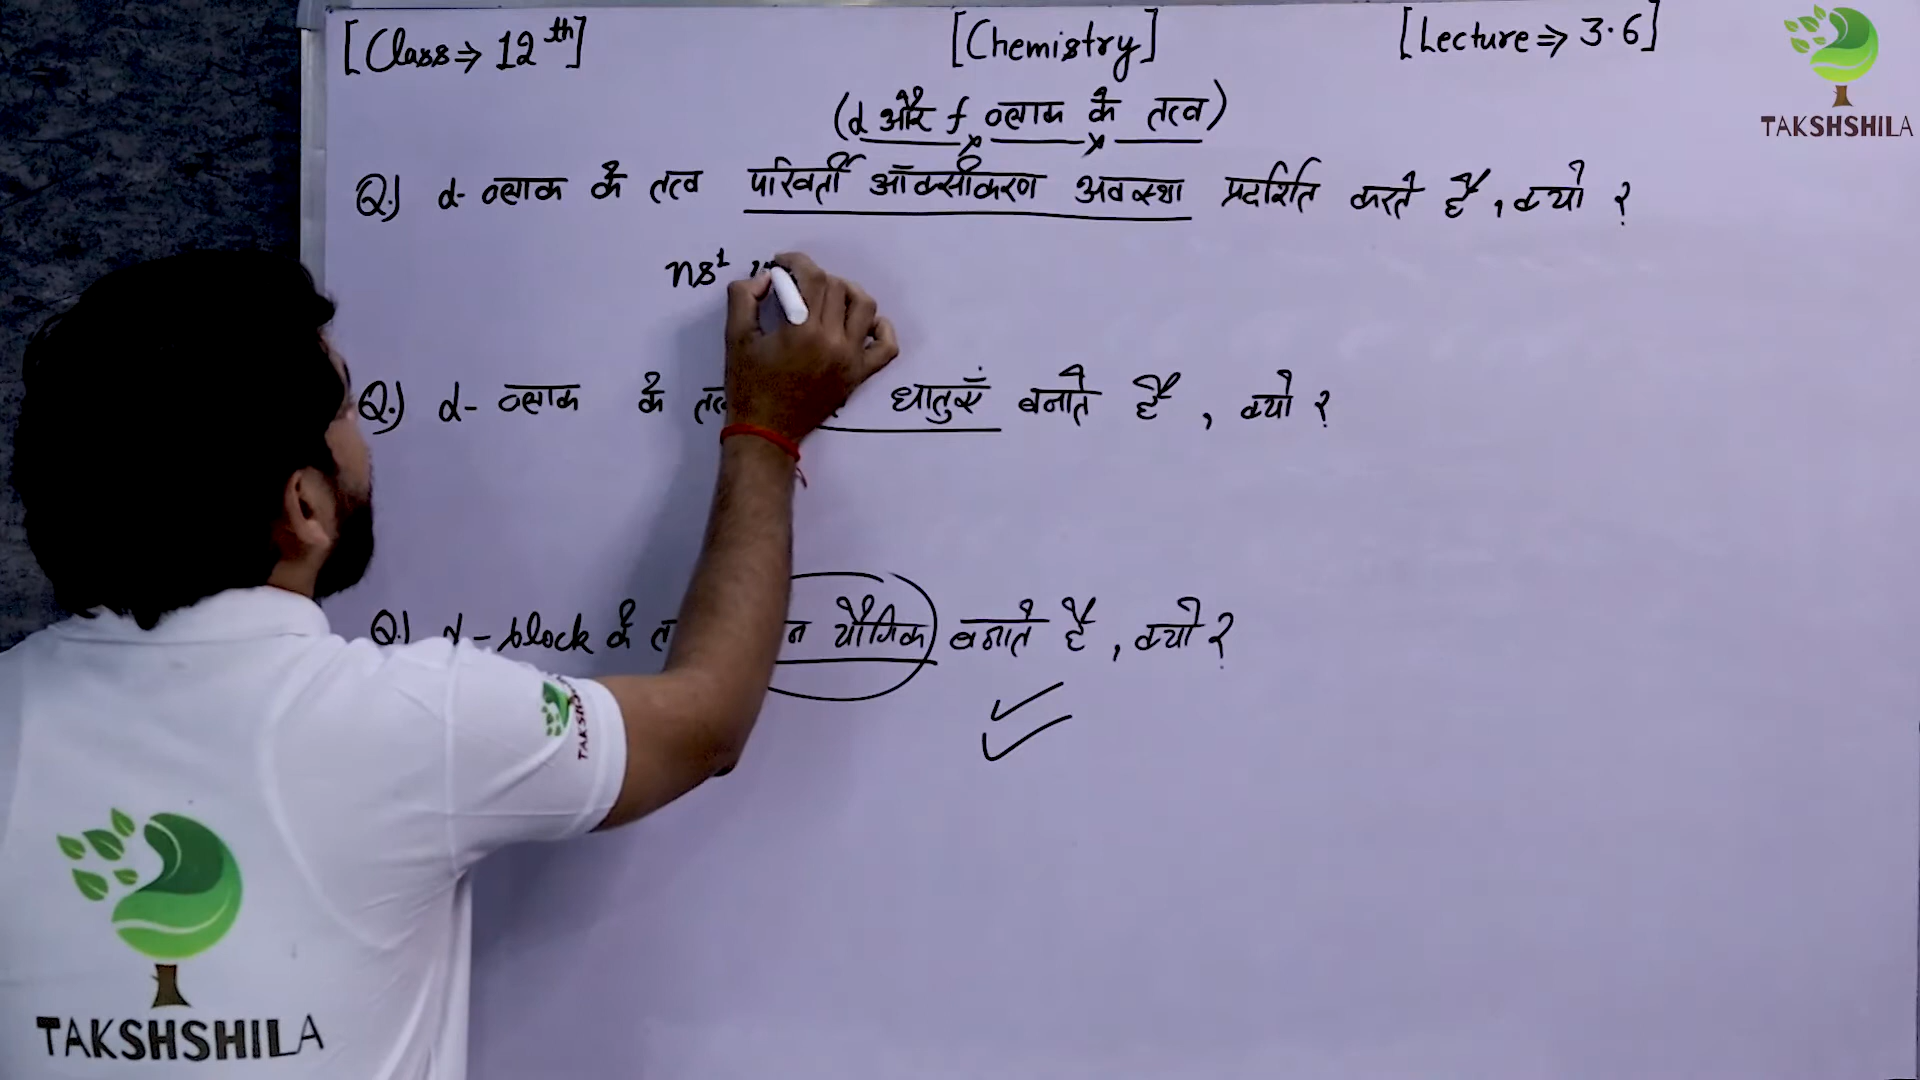 [Class⇒ 12th] [Chemistry] [Lecture⇒ 3.6]
TAKSHSHILA
(d और f ब्लाक के तत्व)
Q.) d- ब्लाक के तत्व परिवर्ती ऑक्सीकरण अवस्था प्रदर्शित करते हैं, क्यो ?
ns¹
Q.) d- ब्लाक के धातुएं बनाते हैं, क्यो ?
Q.) d-block के यौगिक बनाते हैं, क्यो ?
TAKSHSHILA